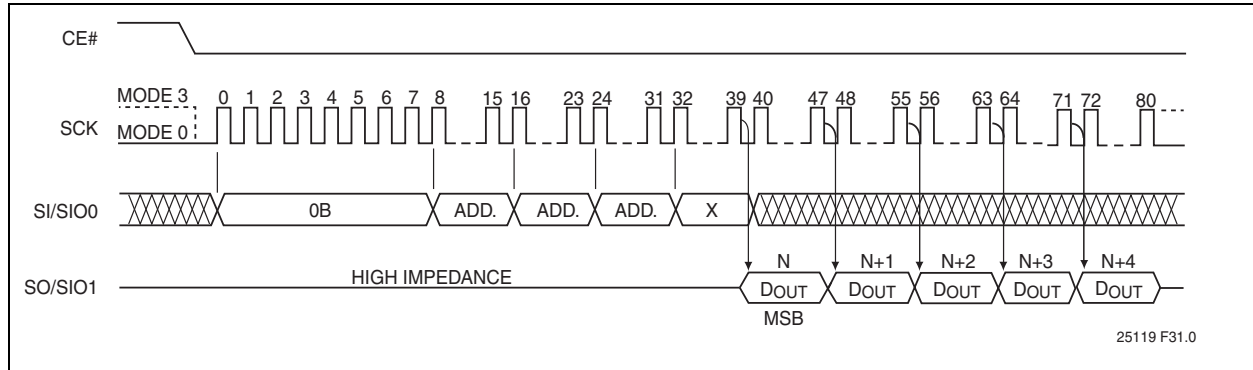 CE#
MODE 3
0 1 2 3 4 5 6 7 8 15 16 23 24 31 32 39 40 47 48 55 56 63 64 71 72 80
SCK
MODE 0
SI/SIO0
0B ADD. ADD. ADD. X
N N+1 N+2 N+3 N+4
SO/SIO1
HIGH IMPEDANCE
DOUT DOUT DOUT DOUT DOUT
MSB
25119 F31.0